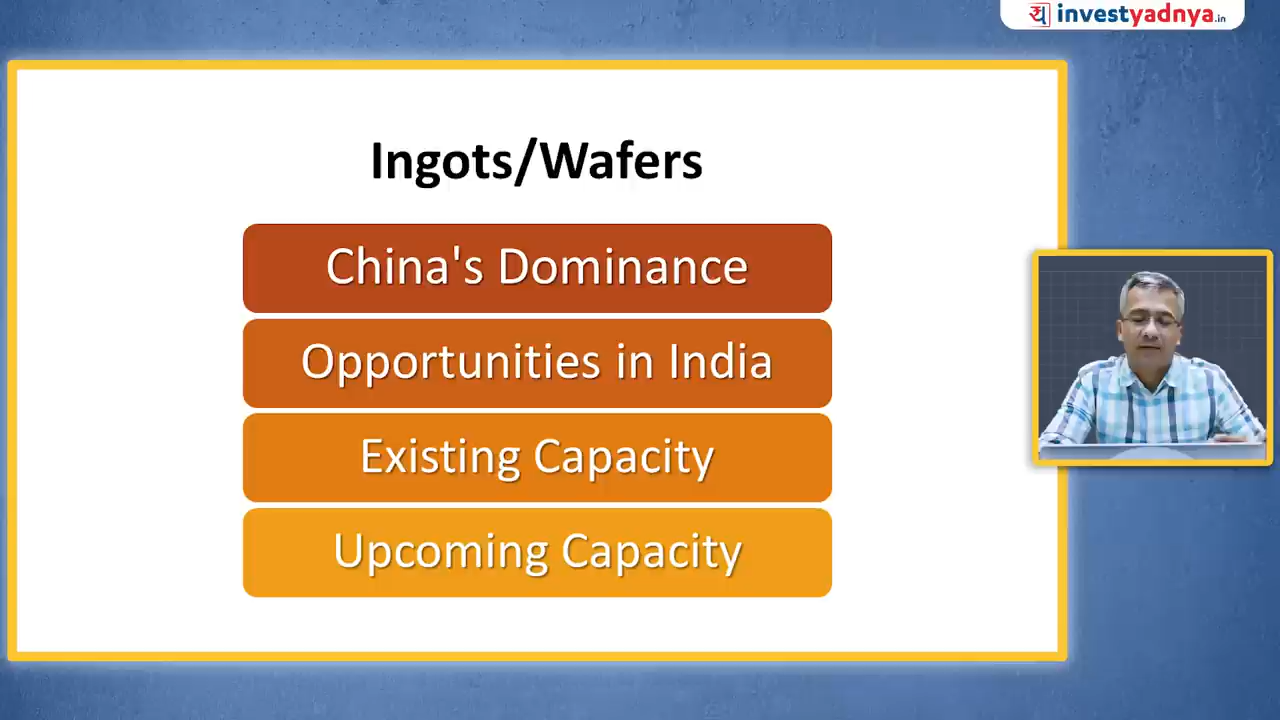 य investyadnya.in
Ingots/Wafers
China's Dominance
Opportunities in India
Existing Capacity
Upcoming Capacity